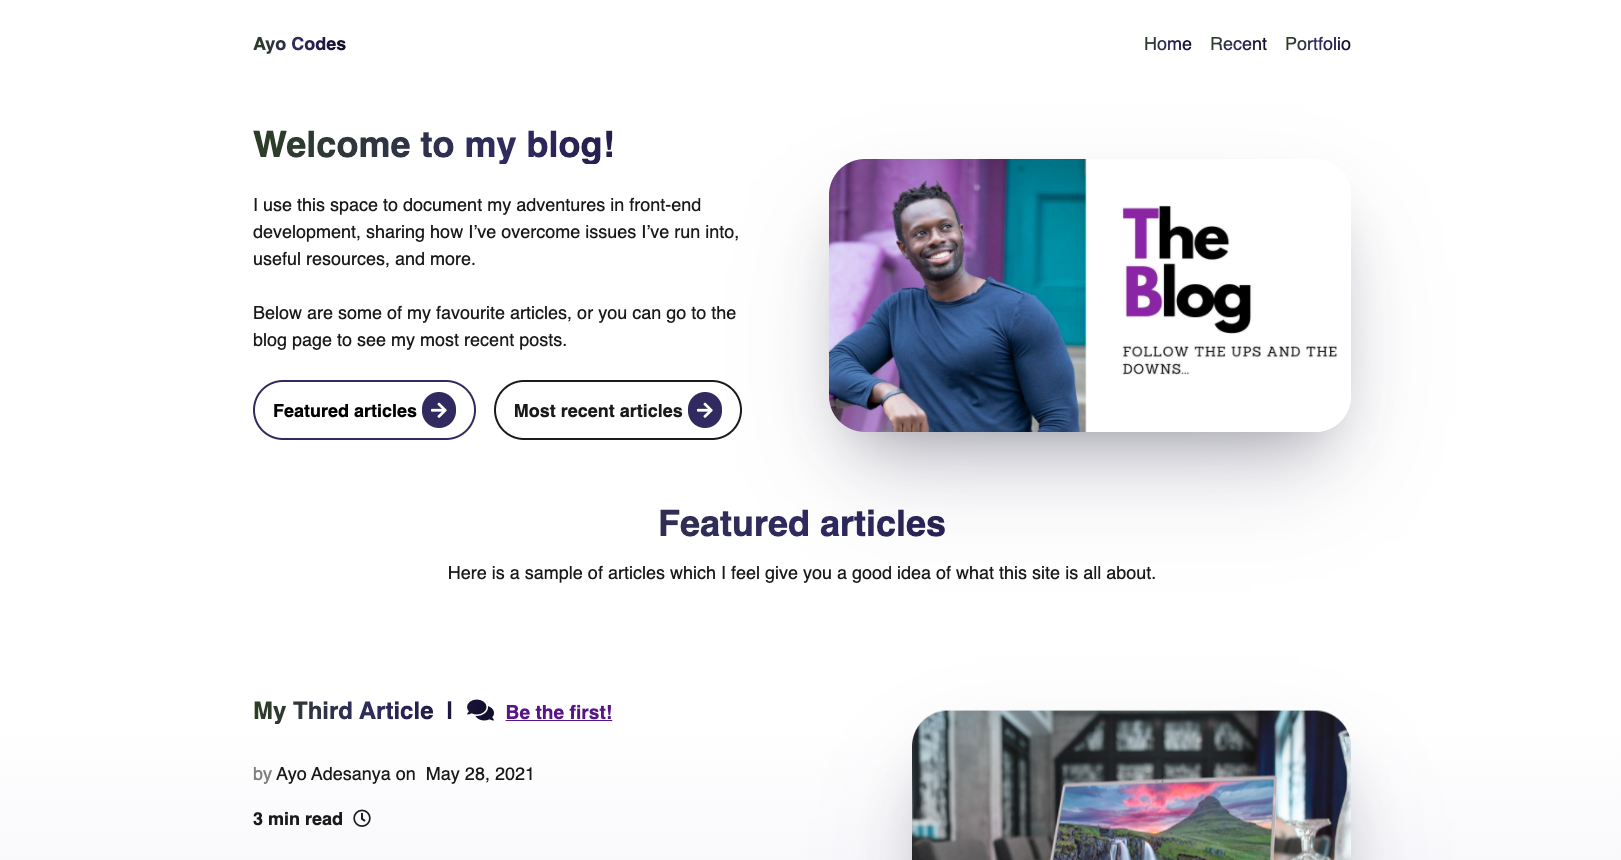 Ayo Codes
Home Recent Portfolio
Welcome to my blog!
I use this space to document my adventures in front-end
development, sharing how I’ve overcome issues I’ve run into,
useful resources, and more.
Below are some of my favourite articles, or you can go to the
blog page to see my most recent posts.
Featured articles
Most recent articles
The
Blog
FOLLOW THE UPS AND THE
DOWNS...
Featured articles
Here is a sample of articles which I feel give you a good idea of what this site is all about.
My Third Article | Be the first!
by Ayo Adesanya on May 28, 2021
3 min read